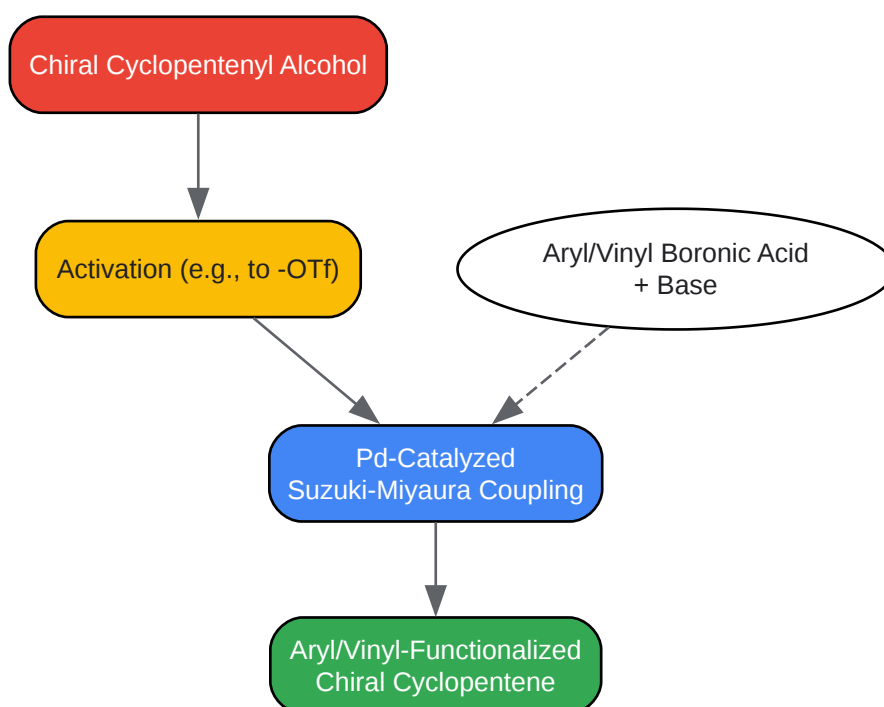 Chiral Cyclopentenyl Alcohol
Activation (e.g., to -OTf)
Aryl/Vinyl Boronic Acid
+ Base
Pd-Catalyzed
Suzuki-Miyaura Coupling
Aryl/Vinyl-Functionalized
Chiral Cyclopentene